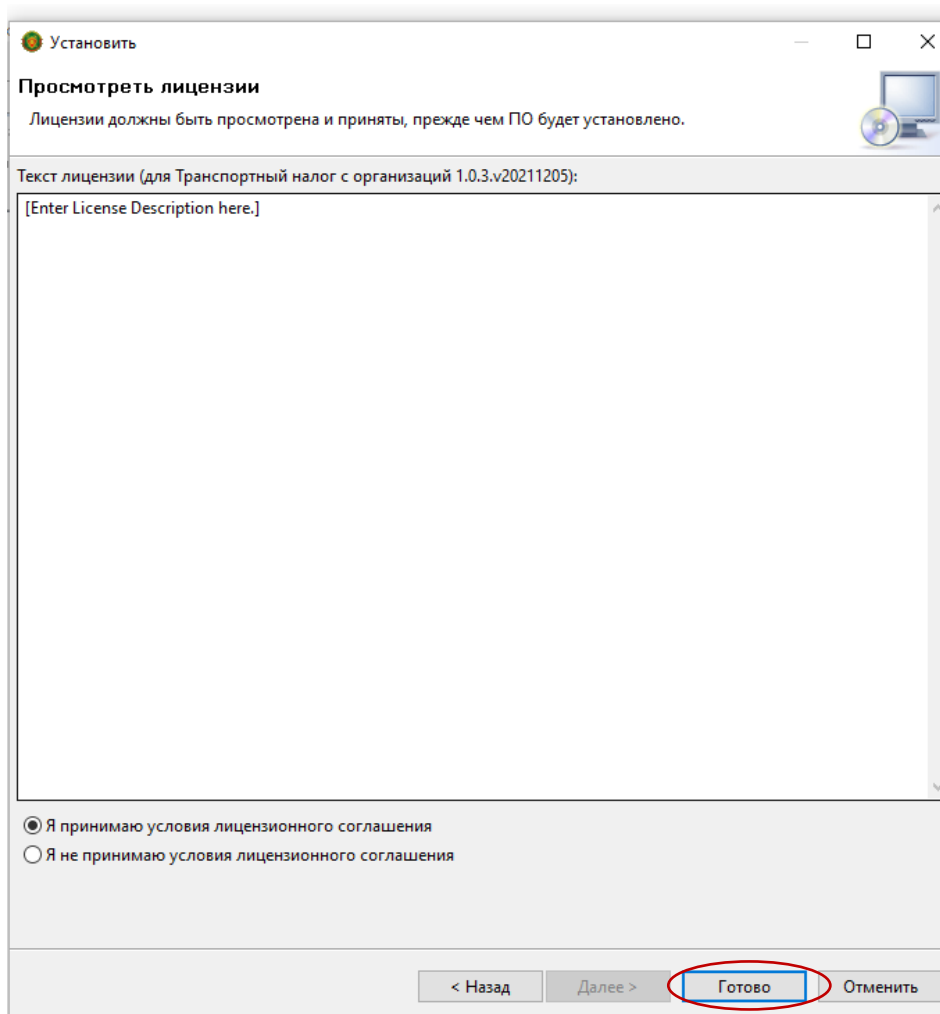 Установить
Просмотреть лицензии
Лицензии должны быть просмотрена и приняты, прежде чем ПО будет установлено.
Текст лицензии (для Транспортный налог с организаций 1.0.3.v20211205):
[Enter License Description here.]
Я принимаю условия лицензионного соглашения
Я не принимаю условия лицензионного соглашения
< Назад
Далее >
Готово
Отменить